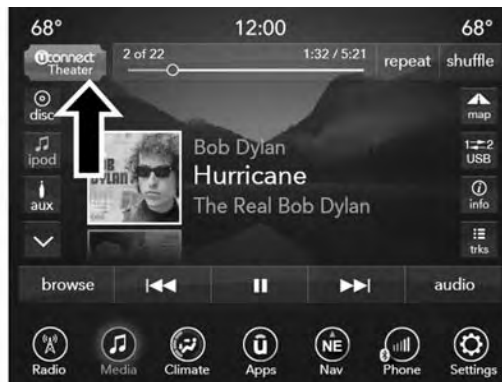 68° 12:00 68°
Uconnect Theater
2 of 22 1:32 / 5:21
repeat shuffle
disc
ipod
aux
Bob Dylan
Hurricane
The Real Bob Dylan
map
1 2
USB
info
trks
browse audio
Radio Media Climate Apps NE Nav Phone Settings